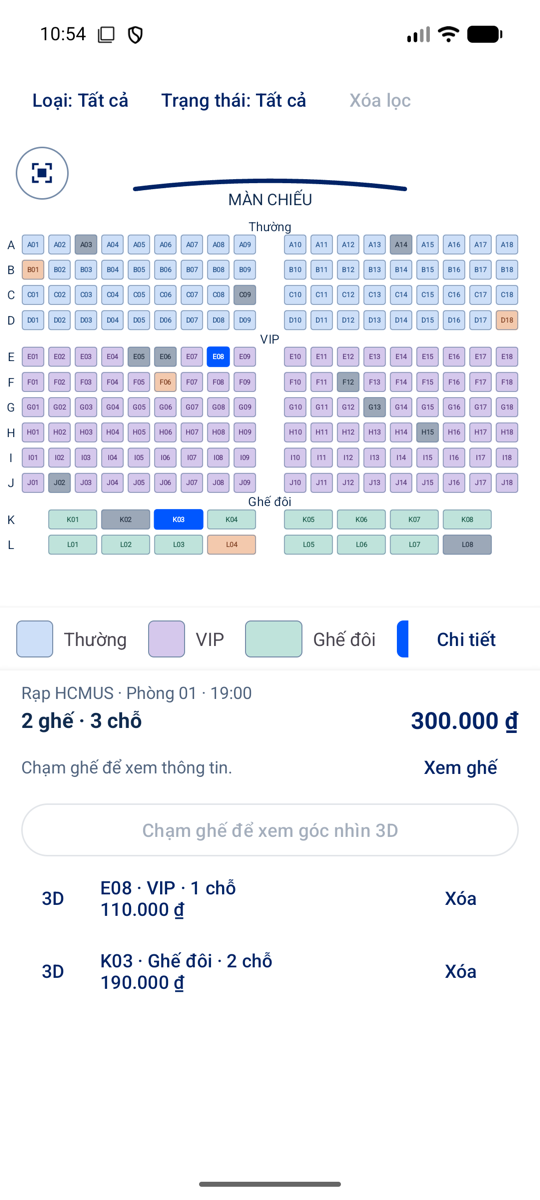 10:54
Loại: Tất cả Trạng thái: Tất cả Xóa lọc
MÀN CHIẾU
Thường
A A01 A02 A03 A04 A05 A06 A07 A08 A09 A10 A11 A12 A13 A14 A15 A16 A17 A18
B B01 B02 B03 B04 B05 B06 B07 B08 B09 B10 B11 B12 B13 B14 B15 B16 B17 B18
C C01 C02 C03 C04 C05 C06 C07 C08 C09 C10 C11 C12 C13 C14 C15 C16 C17 C18
D D01 D02 D03 D04 D05 D06 D07 D08 D09 D10 D11 D12 D13 D14 D15 D16 D17 D18
VIP
E E01 E02 E03 E04 E05 E06 E07 E08 E09 E10 E11 E12 E13 E14 E15 E16 E17 E18
F F01 F02 F03 F04 F05 F06 F07 F08 F09 F10 F11 F12 F13 F14 F15 F16 F17 F18
G G01 G02 G03 G04 G05 G06 G07 G08 G09 G10 G11 G12 G13 G14 G15 G16 G17 G18
H H01 H02 H03 H04 H05 H06 H07 H08 H09 H10 H11 H12 H13 H14 H15 H16 H17 H18
I I01 I02 I03 I04 I05 I06 I07 I08 I09 I10 I11 I12 I13 I14 I15 I16 I17 I18
J J01 J02 J03 J04 J05 J06 J07 J08 J09 J10 J11 J12 J13 J14 J15 J16 J17 J18
Ghế đôi
K K01 K02 K03 K04 K05 K06 K07 K08
L L01 L02 L03 L04 L05 L06 L07 L08
Thường VIP Ghế đôi Chi tiết
Rạp HCMUS · Phòng 01 · 19:00
2 ghế · 3 chỗ 300.000 ₫
Chạm ghế để xem thông tin. Xem ghế
Chạm ghế để xem góc nhìn 3D
3D E08 · VIP · 1 chỗ Xóa
110.000 ₫
3D K03 · Ghế đôi · 2 chỗ Xóa
190.000 ₫